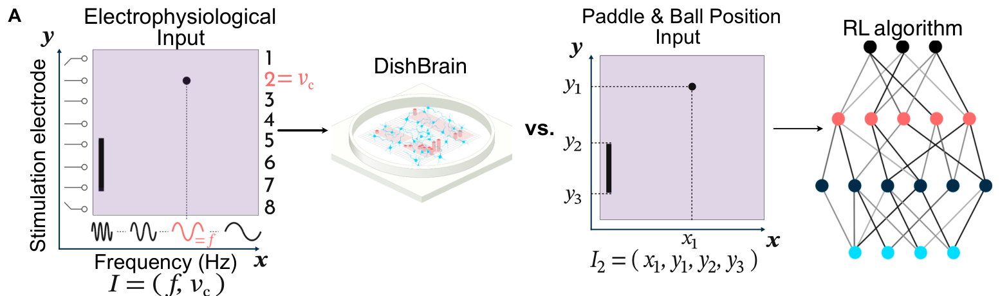 A
Electrophysiological
Input
y
Stimulation electrode
1
2 = v_c
3
4
5
6
7
8
= f
Frequency (Hz)
x
I = ( f, v_c )
DishBrain
vs.
Paddle & Ball Position
Input
y
y_1
y_2
y_3
x_1
x
I_2 = ( x_1, y_1, y_2, y_3 )
RL algorithm